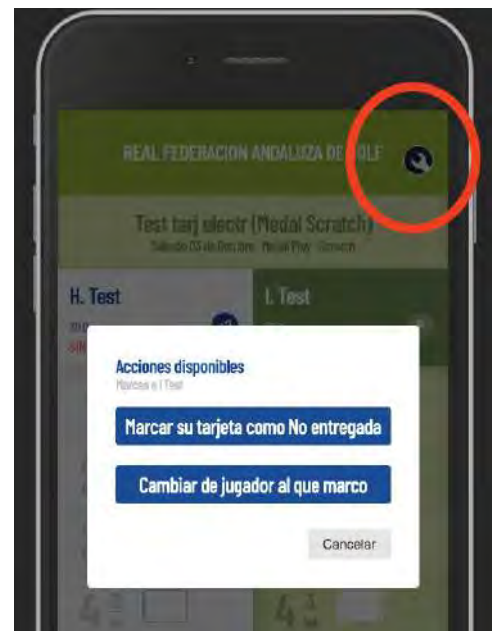 REAL FEDERACION ANDALUZA DE GOLF
Test tarj electr (Medal Scratch)
H. Test
I. Test
Acciones disponibles
Marcas a I Test
Marcar su tarjeta como No entregada
Cambiar de jugador al que marco
Cancelar